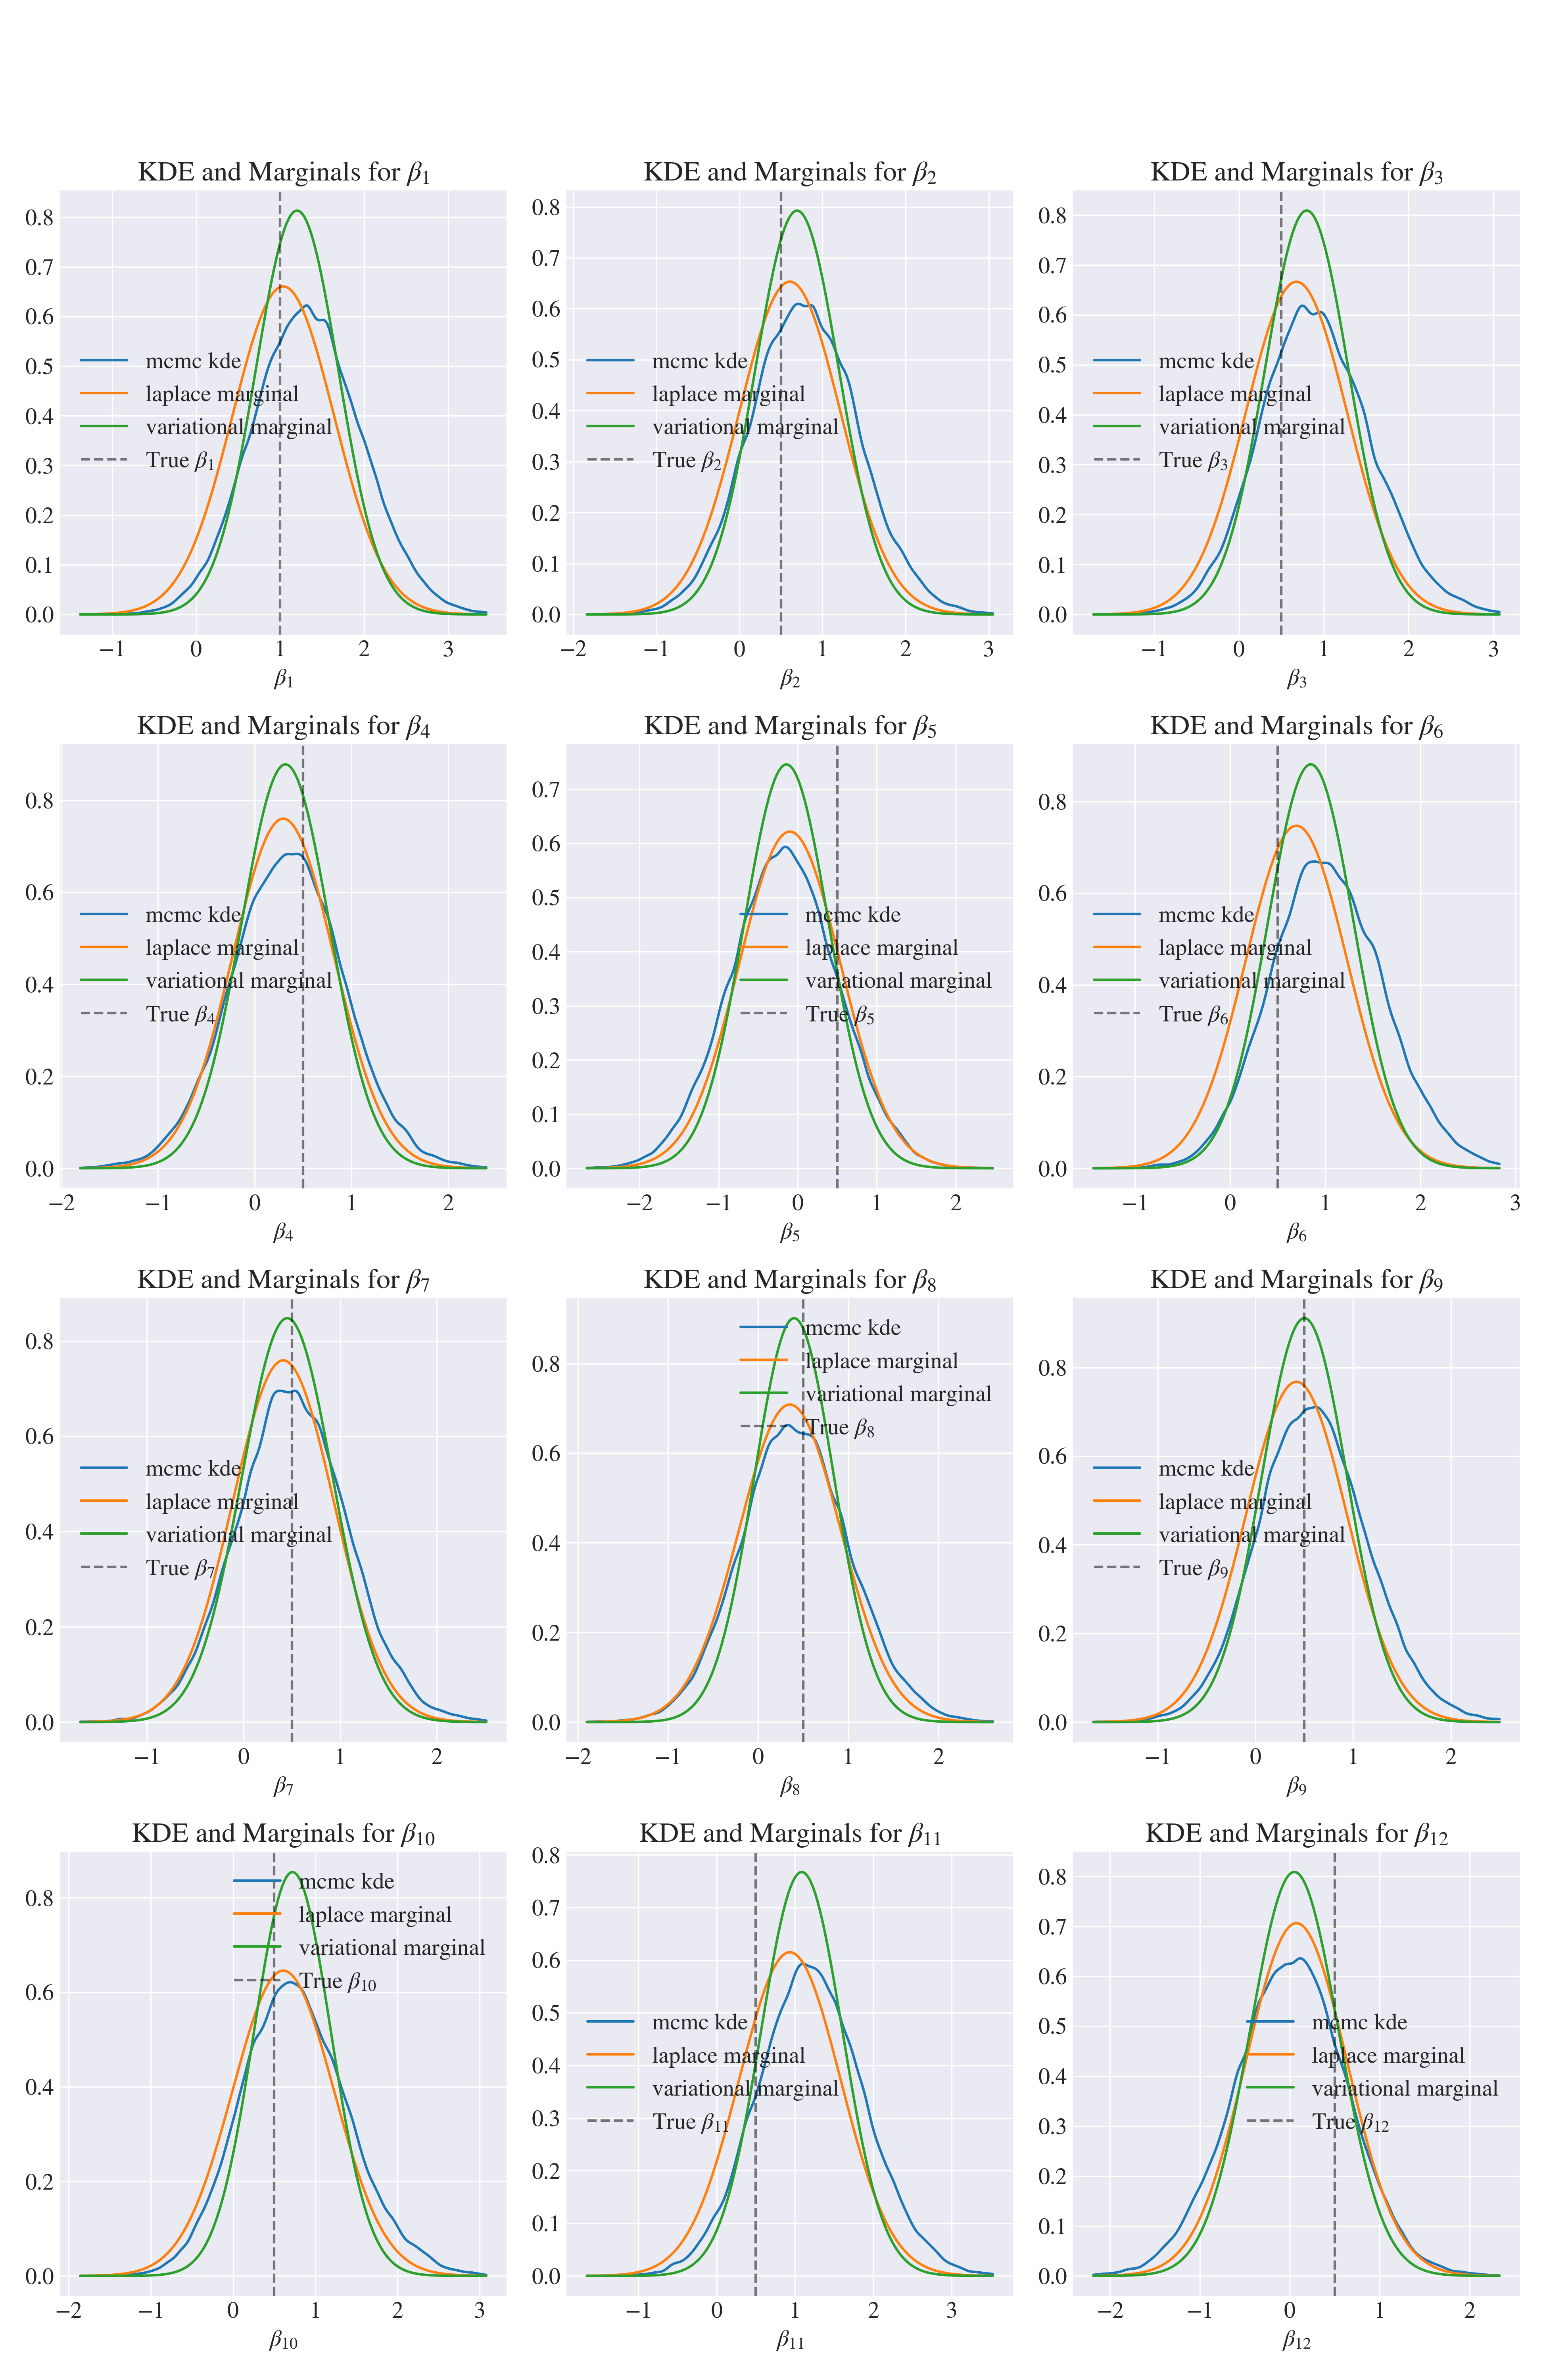 KDE and Marginals for β1
0.8
0.7
0.6
0.5
0.4
0.3
0.2
0.1
0.0
mcmc kde
laplace marginal
variational marginal
True β1
−1 0 1 2 3
β1
KDE and Marginals for β2
0.8
0.7
0.6
0.5
0.4
0.3
0.2
0.1
0.0
mcmc kde
laplace marginal
variational marginal
True β2
−2 −1 0 1 2 3
β2
KDE and Marginals for β3
0.8
0.7
0.6
0.5
0.4
0.3
0.2
0.1
0.0
mcmc kde
laplace marginal
variational marginal
True β3
−1 0 1 2 3
β3
KDE and Marginals for β4
0.8
0.6
0.4
0.2
0.0
mcmc kde
laplace marginal
variational marginal
True β4
−2 −1 0 1 2
β4
KDE and Marginals for β5
0.7
0.6
0.5
0.4
0.3
0.2
0.1
0.0
mcmc kde
laplace marginal
variational marginal
True β5
−2 −1 0 1 2
β5
KDE and Marginals for β6
0.8
0.6
0.4
0.2
0.0
mcmc kde
laplace marginal
variational marginal
True β6
−1 0 1 2 3
β6
KDE and Marginals for β7
0.8
0.6
0.4
0.2
0.0
mcmc kde
laplace marginal
variational marginal
True β7
−1 0 1 2
β7
KDE and Marginals for β8
0.8
0.6
0.4
0.2
0.0
mcmc kde
laplace marginal
variational marginal
True β8
−2 −1 0 1 2
β8
KDE and Marginals for β9
0.8
0.6
0.4
0.2
0.0
mcmc kde
laplace marginal
variational marginal
True β9
−1 0 1 2
β9
KDE and Marginals for β10
0.8
0.6
0.4
0.2
0.0
mcmc kde
laplace marginal
variational marginal
True β10
−2 −1 0 1 2 3
β10
KDE and Marginals for β11
0.8
0.7
0.6
0.5
0.4
0.3
0.2
0.1
0.0
mcmc kde
laplace marginal
variational marginal
True β11
−1 0 1 2 3
β11
KDE and Marginals for β12
0.8
0.7
0.6
0.5
0.4
0.3
0.2
0.1
0.0
mcmc kde
laplace marginal
variational marginal
True β12
−2 −1 0 1 2
β12